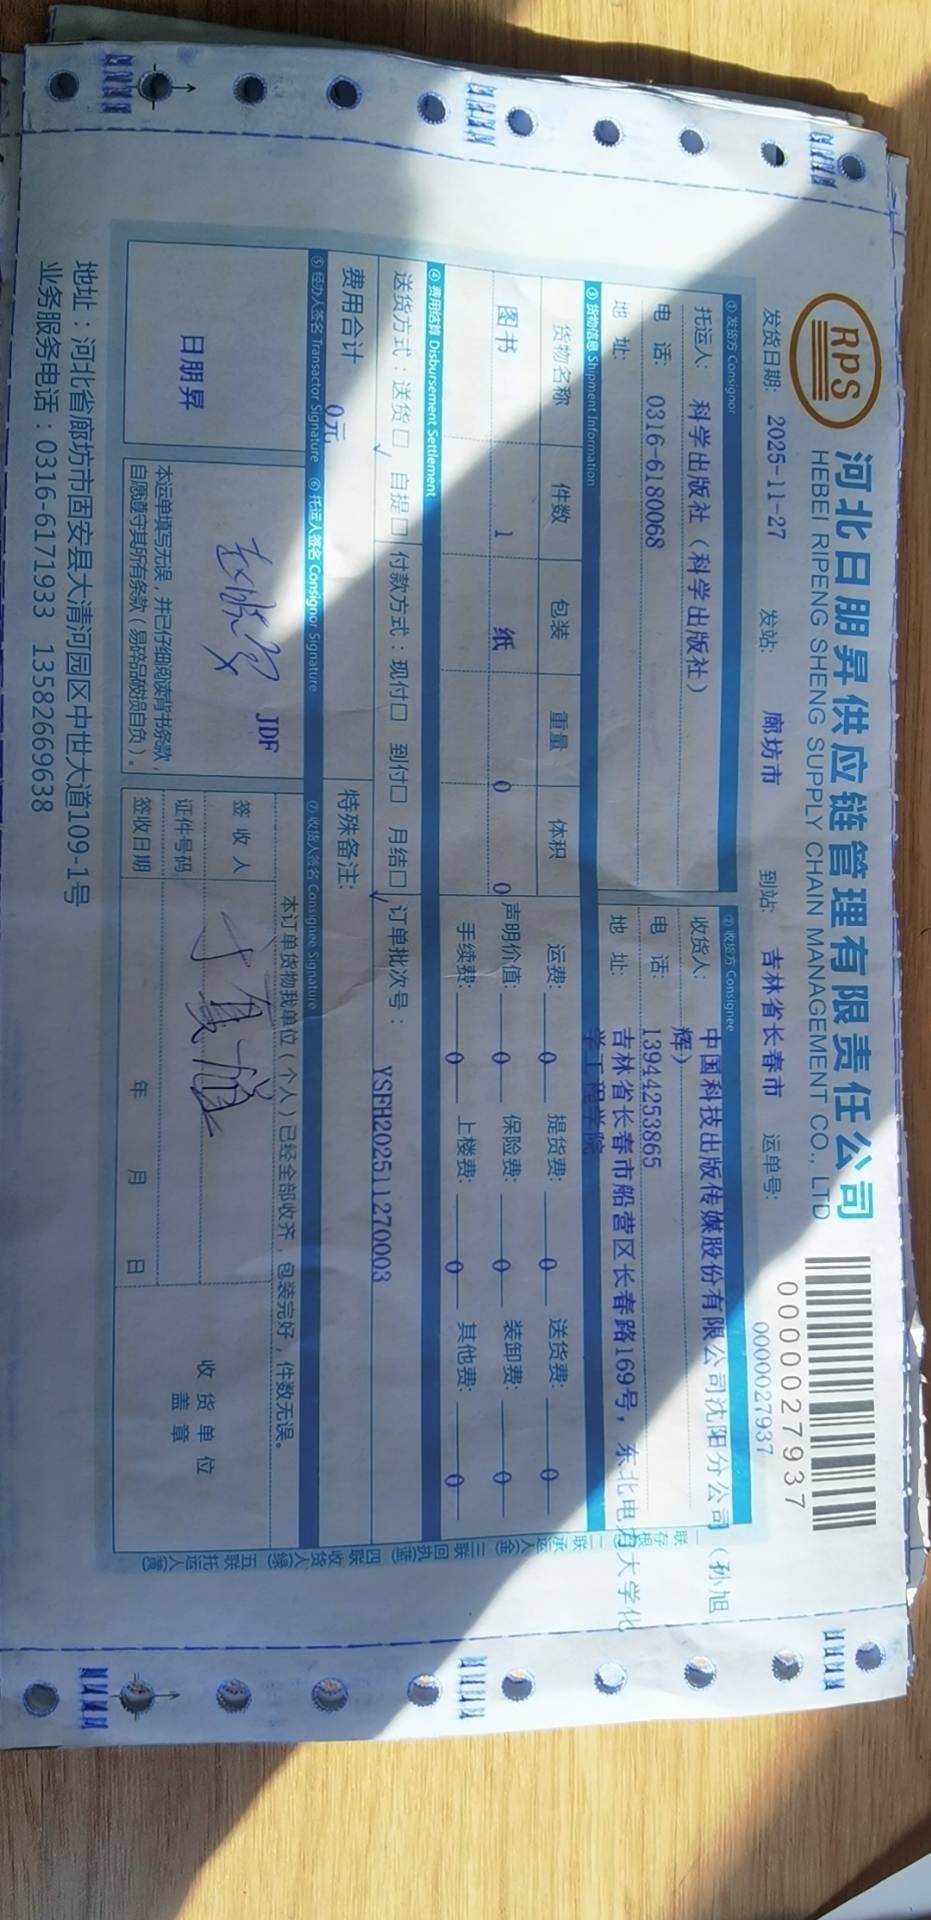 RPS
河北日朋昇供应链管理有限责任公司
HEBEI RIPENG SHENG SUPPLY CHAIN MANAGEMENT CO., LTD
0000027937
发货日期: 2025-11-27 发站: 廊坊市 到站: 吉林省长春市 运单号: 0000027937
① 发货方 Consignor
托运人: 科学出版社（科学出版社）
电 话: 0316-6180068
地 址:
② 收货方 Consignee
收货人: 中国科技出版传媒股份有限公司沈阳分公司（孙旭
辉）
电 话: 13944253865
地 址: 吉林省长春市船营区长春路169号，东北电力大学化
学工程学院
③ 货物信息 Shipment Information
货物名称 件数 包装 重量 体积
图书 1 纸 0 0
运费: 0 提货费: 0 送货费: 0
声明价值: 0 保险费: 0 装卸费: 0
手续费: 0 上楼费: 0 其他费: 0
④ 费用结算 Disbursement Settlement
送货方式：送货□ 自提□ 付款方式：现付□ 到付□ 月结□ 订单批次号： YSFH202511270003
费用合计 0元
特殊备注:
⑤ 经办人签名 Transactor Signature
日朋昇
⑥ 托运人签名 Consignor Signature
JDF
本运单填写无误，并已仔细阅读背书条款，
自愿遵守其所有条款（易碎品破损自负）。
⑦ 收货人签名 Consignee Signature
本订单货物我单位（个人）已经全部收齐，包装完好，件数无误。
签 收 人
证件号码
签收日期 年 月 日
收 货 单 位
盖 章
一联存根 二联承运人(金) 三联回执(蓝) 四联收货人(绿) 五联托运人(黄)
地址：河北省廊坊市固安县大清河园区中世大道109-1号
业务服务电话：0316-6171933 13582669638